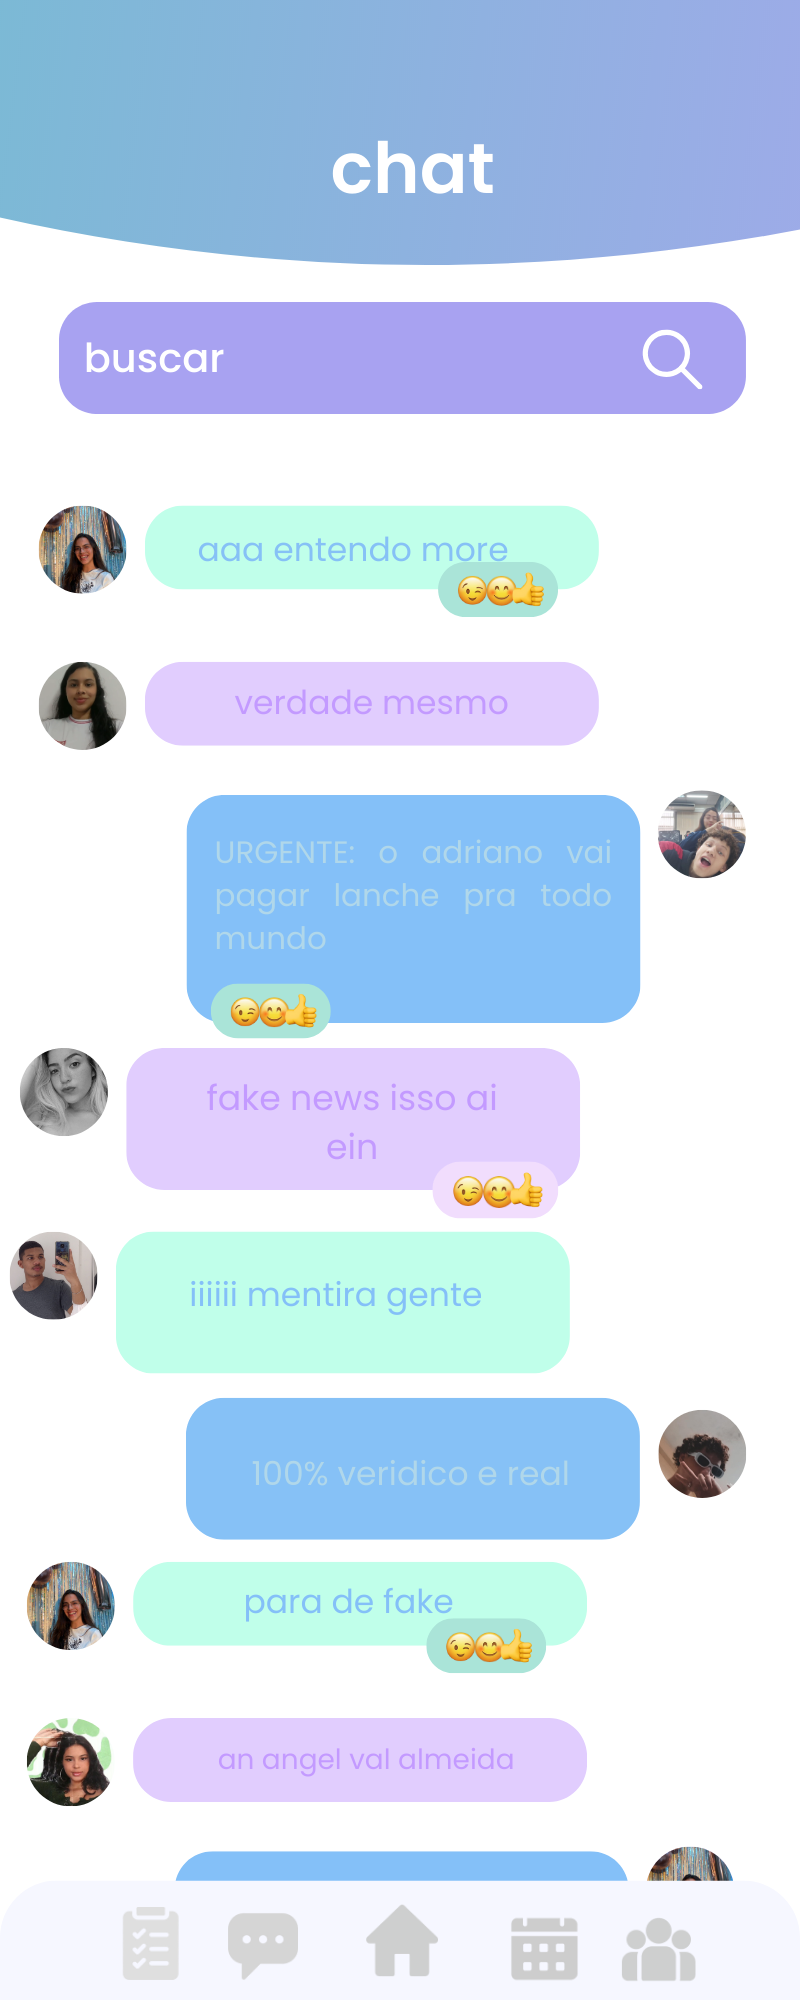 chat
buscar
aaa entendo more
verdade mesmo
URGENTE: o adriano vai
pagar lanche pra todo
mundo
fake news isso ai
ein
iiiiii mentira gente
100% veridico e real
para de fake
an angel val almeida